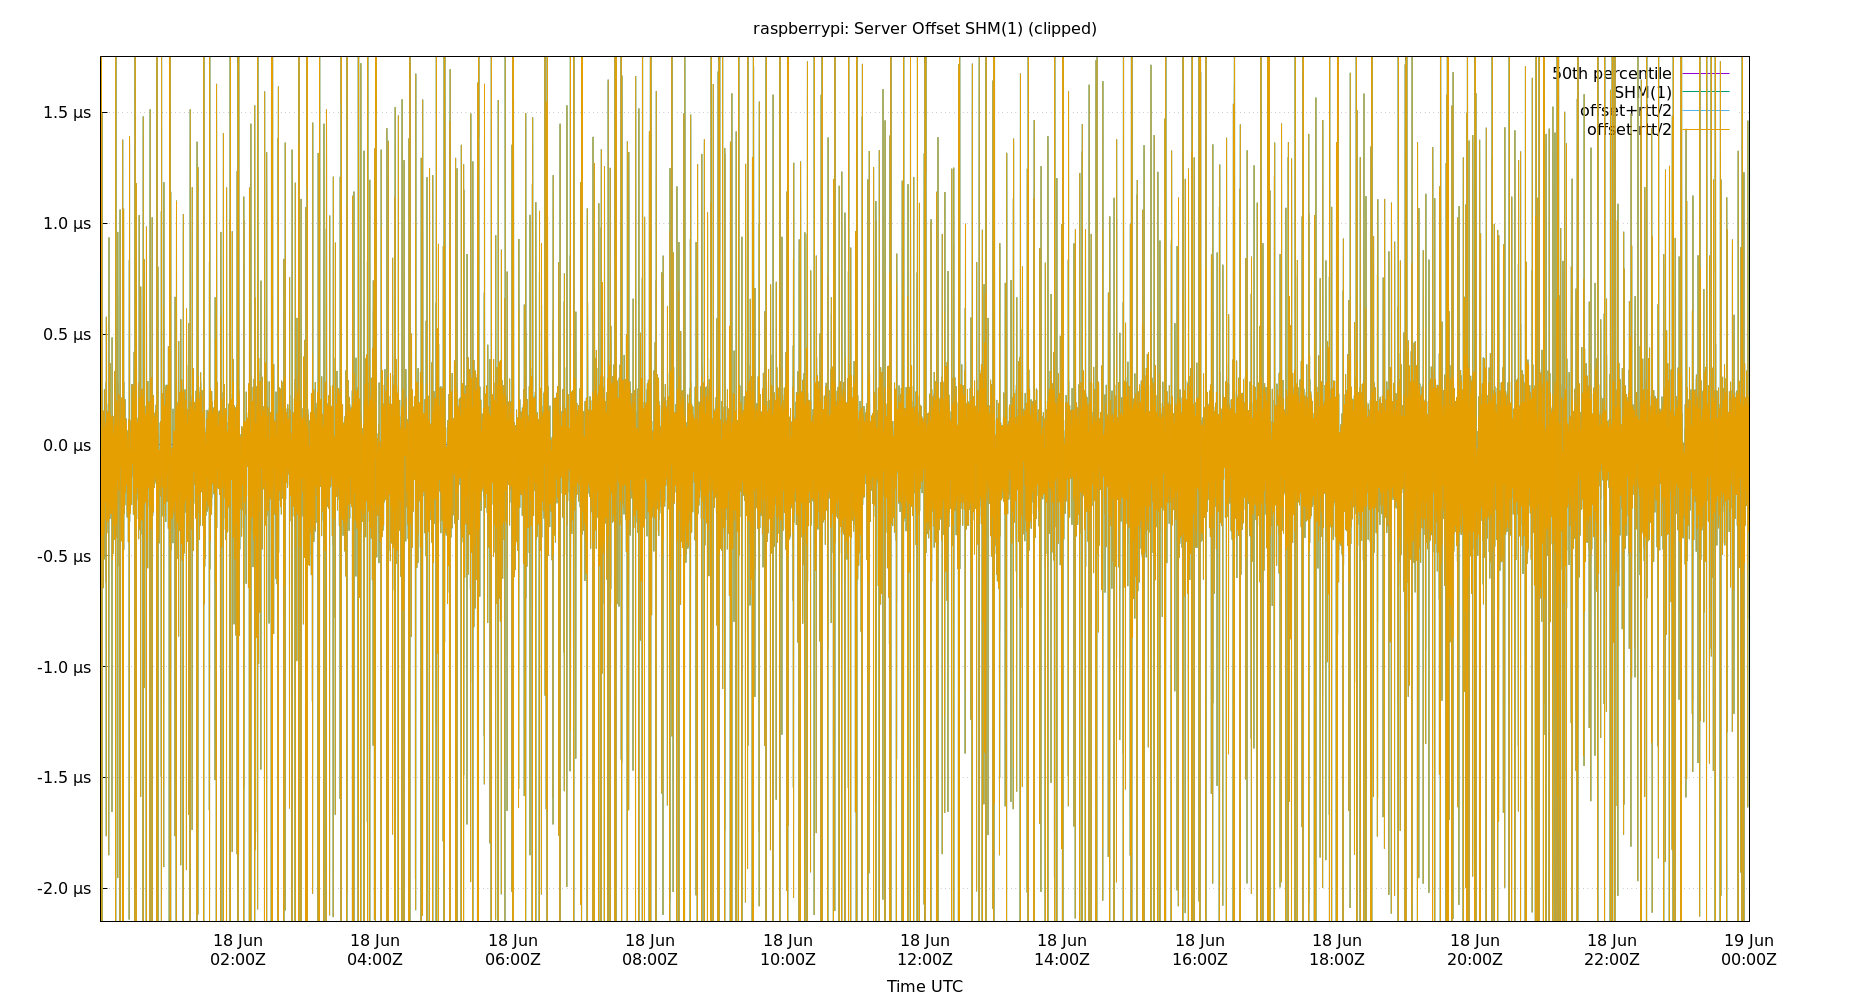 raspberrypi: Server Offset SHM(1) (clipped)
50th percentile
SHM(1)
offset+rtt/2
offset-rtt/2
1.5 µs
1.0 µs
0.5 µs
0.0 µs
-0.5 µs
-1.0 µs
-1.5 µs
-2.0 µs
18 Jun 18 Jun 18 Jun 18 Jun 18 Jun 18 Jun 18 Jun 18 Jun 18 Jun 18 Jun 18 Jun 19 Jun
02:00Z 04:00Z 06:00Z 08:00Z 10:00Z 12:00Z 14:00Z 16:00Z 18:00Z 20:00Z 22:00Z 00:00Z
Time UTC